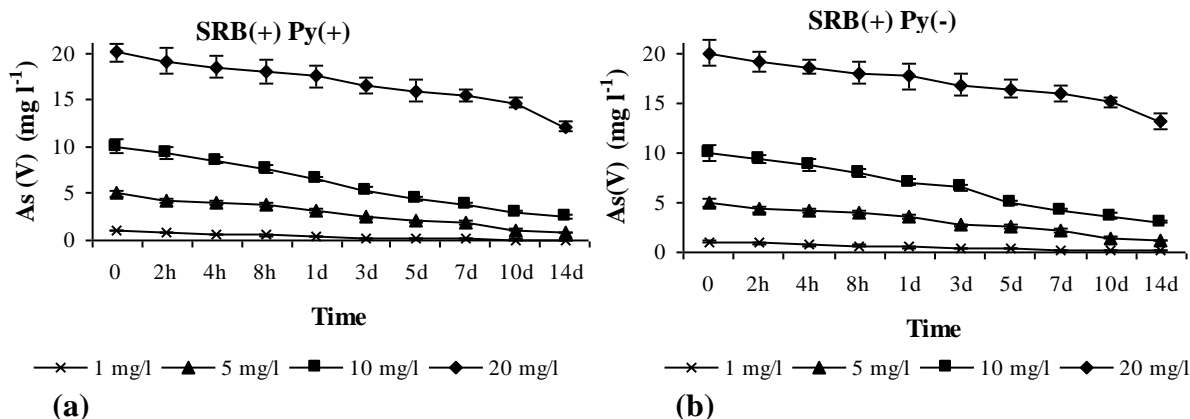 SRB(+) Py(+)
As (V) (mg l-1)
20
15
10
5
0
0 2h 4h 8h 1d 3d 5d 7d 10d 14d
Time
1 mg/l 5 mg/l 10 mg/l 20 mg/l
(a)
SRB(+) Py(-)
As(V) (mg l-1)
20
15
10
5
0
0 2h 4h 8h 1d 3d 5d 7d 10d 14d
Time
1 mg/l 5 mg/l 10 mg/l 20 mg/l
(b)